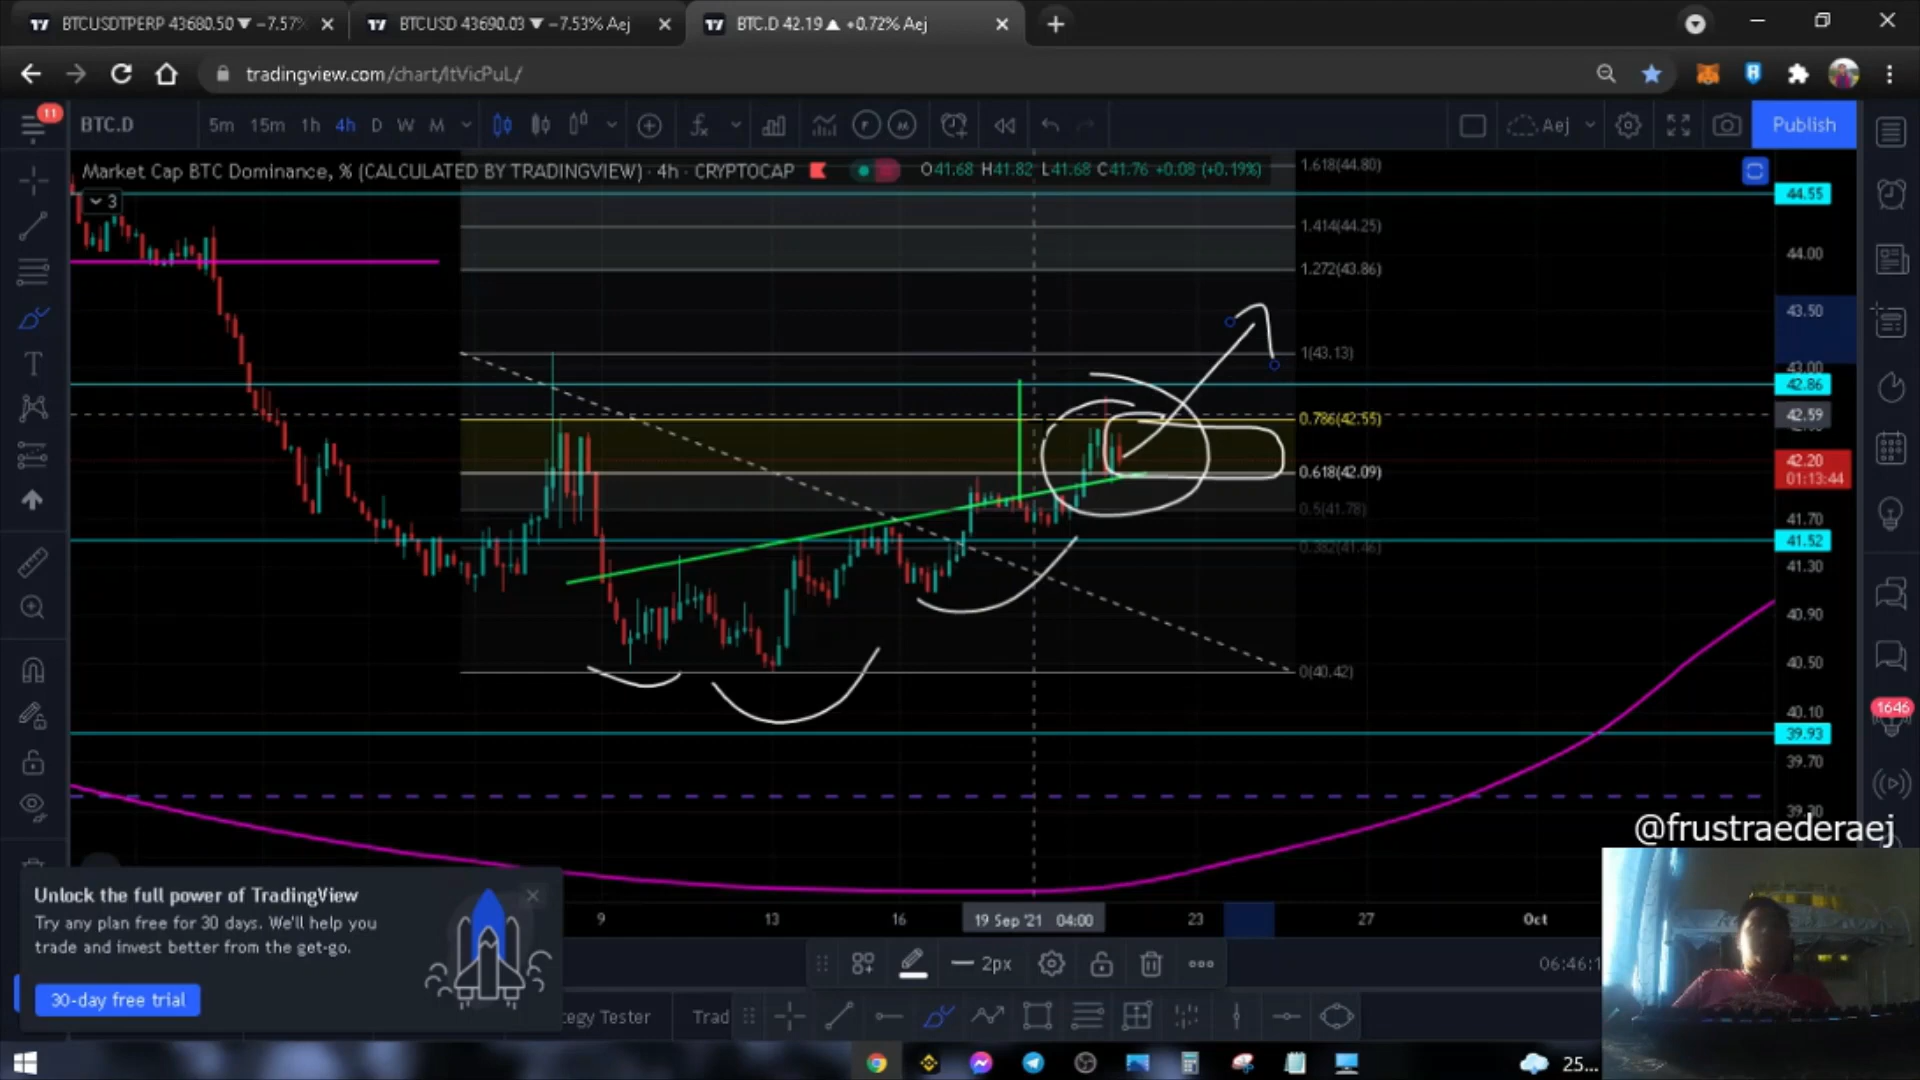 BTCUSDTPERP 43680.50 ▼ −7.57%
BTCUSD 43690.03 ▼ −7.53% Aej
BTC.D 42.19 ▲ +0.72% Aej
tradingview.com/chart/ltVicPuL/
11
BTC.D
5m 15m 1h 4h D W M
Aej
Publish
Market Cap BTC Dominance, % (CALCULATED BY TRADINGVIEW) · 4h · CRYPTOCAP
O41.68 H41.82 L41.68 C41.76 +0.08 (+0.19%)
3
1.618(44.80)
1.414(44.25)
1.272(43.86)
1(43.13)
0.786(42.55)
0.618(42.09)
0.5(41.78)
0.382(41.46)
0(40.42)
44.55
44.00
43.50
43.00
42.86
42.59
42.20
01:13:44
41.70
41.52
41.30
40.90
40.50
40.10
39.93
39.70
39.30
1646
@frustraederaej
9
13
16
19 Sep '21 04:00
23
27
Oct
Unlock the full power of TradingView
Try any plan free for 30 days. We'll help you
trade and invest better from the get-go.
30-day free trial
2px
06:46:1
tegy Tester
Trad
25...